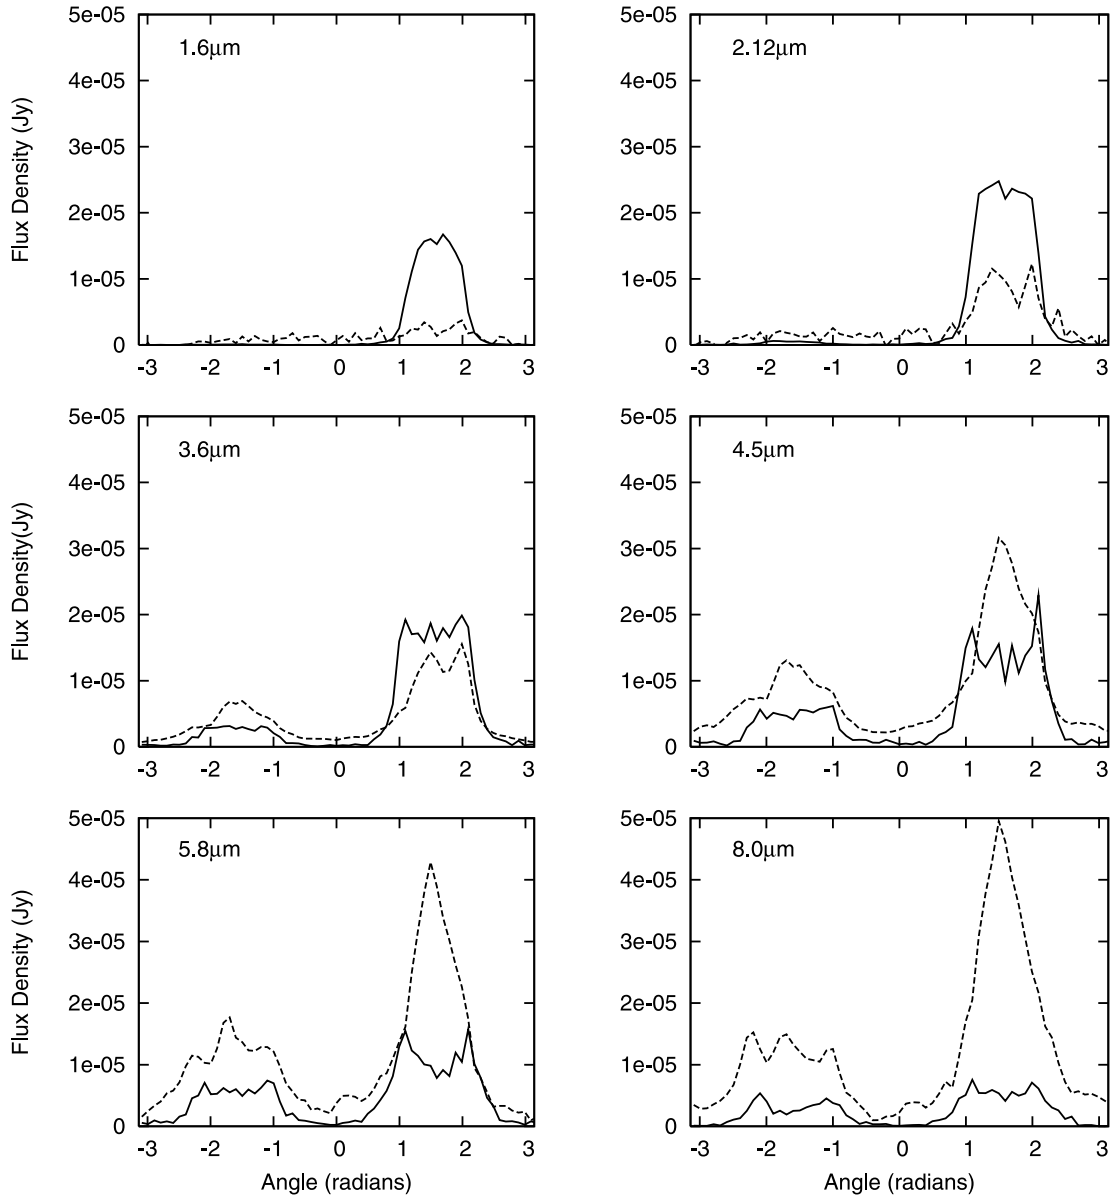 5e-05
4e-05
3e-05
2e-05
1e-05
0
1.6μm
Flux Density (Jy)
-3 -2 -1 0 1 2 3
5e-05
4e-05
3e-05
2e-05
1e-05
0
2.12μm
-3 -2 -1 0 1 2 3
5e-05
4e-05
3e-05
2e-05
1e-05
0
3.6μm
Flux Density(Jy)
-3 -2 -1 0 1 2 3
5e-05
4e-05
3e-05
2e-05
1e-05
0
4.5μm
-3 -2 -1 0 1 2 3
5e-05
4e-05
3e-05
2e-05
1e-05
0
5.8μm
Flux Density (Jy)
-3 -2 -1 0 1 2 3
Angle (radians)
5e-05
4e-05
3e-05
2e-05
1e-05
0
8.0μm
-3 -2 -1 0 1 2 3
Angle (radians)